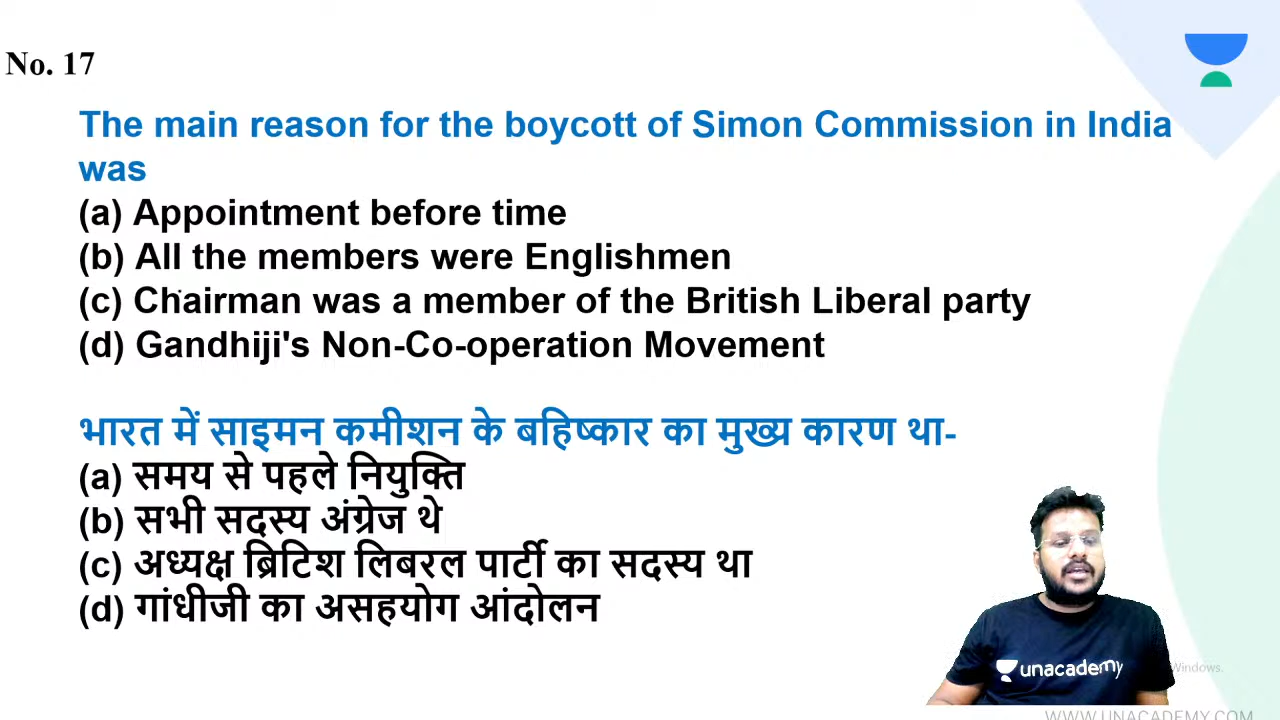 No. 17
The main reason for the boycott of Simon Commission in India
was
(a) Appointment before time
(b) All the members were Englishmen
(c) Chairman was a member of the British Liberal party
(d) Gandhiji's Non-Co-operation Movement
भारत में साइमन कमीशन के बहिष्कार का मुख्य कारण था-
(a) समय से पहले नियुक्ति
(b) सभी सदस्य अंग्रेज थे
(c) अध्यक्ष ब्रिटिश लिबरल पार्टी का सदस्य था
(d) गांधीजी का असहयोग आंदोलन
unacademy
Windows.
WWW.UNACADEMY.COM